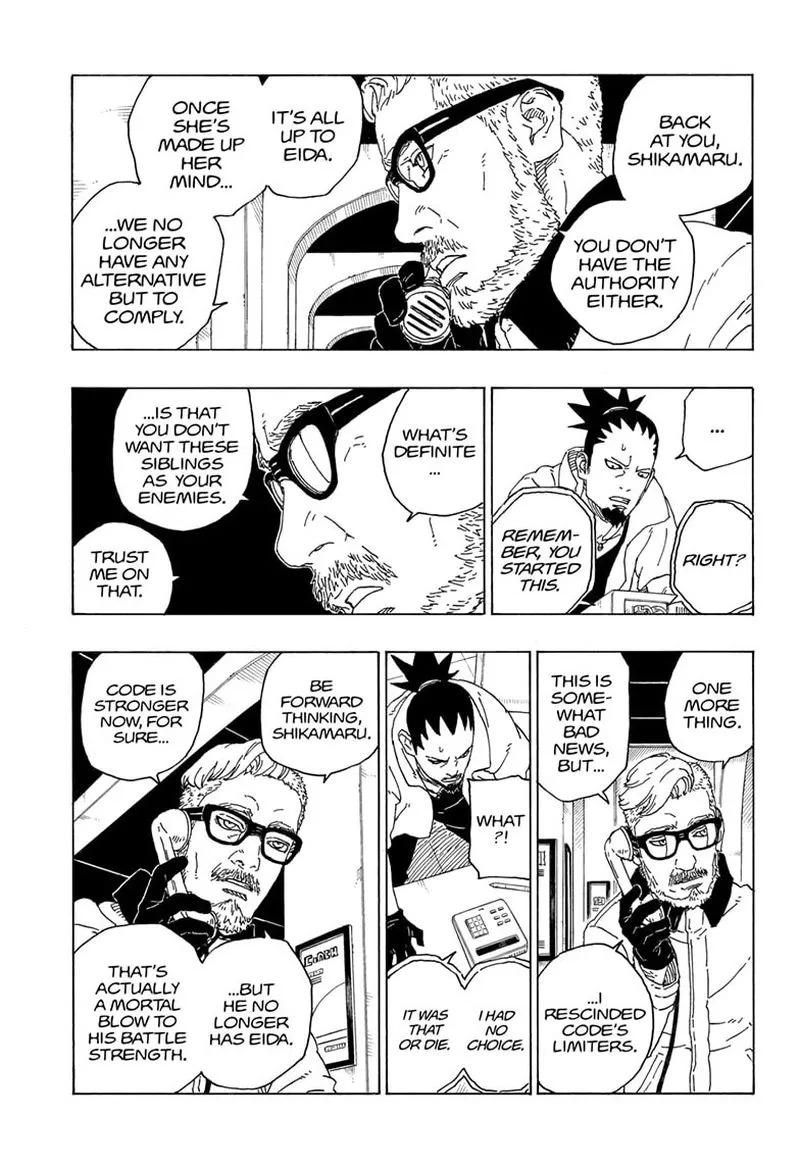 BACK
AT YOU,
SHIKAMARU.
YOU DON'T
HAVE THE
AUTHORITY
EITHER.
IT'S ALL
UP TO
EIDA.
ONCE
SHE'S
MADE UP
HER
MIND...
...WE NO
LONGER
HAVE ANY
ALTERNATIVE
BUT TO
COMPLY.
...
RIGHT?
REMEM-
BER, YOU
STARTED
THIS.
WHAT'S
DEFINITE
...
...IS THAT
YOU DON'T
WANT THESE
SIBLINGS
AS YOUR
ENEMIES.
TRUST
ME ON
THAT.
ONE
MORE
THING.
THIS IS
SOME-
WHAT
BAD
NEWS,
BUT...
...I
RESCINDED
CODE'S
LIMITERS.
WHAT
?!
I HAD
NO
CHOICE.
IT WAS
THAT
OR DIE.
BE
FORWARD
THINKING,
SHIKAMARU.
CODE IS
STRONGER
NOW, FOR
SURE...
...BUT
HE NO
LONGER
HAS EIDA.
THAT'S
ACTUALLY
A MORTAL
BLOW TO
HIS BATTLE
STRENGTH.